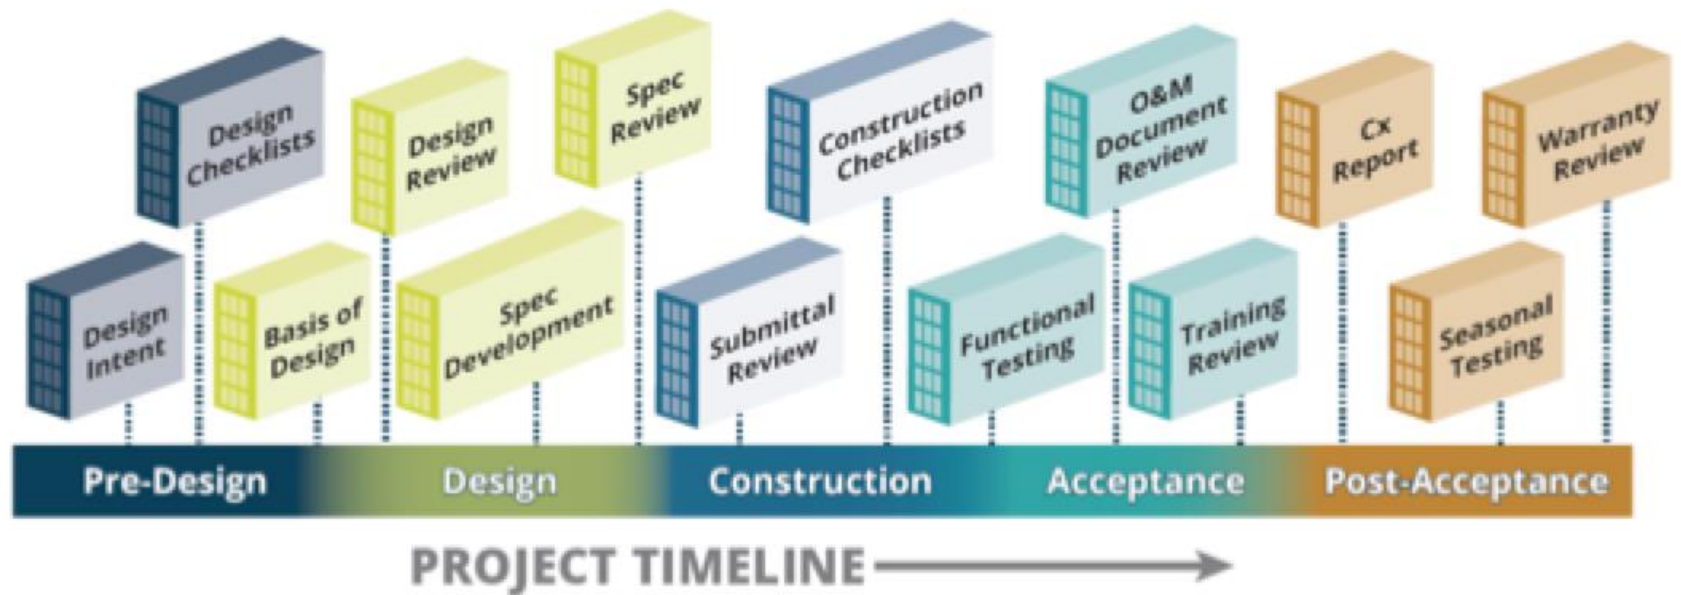 Design
Checklists
Design
Review
Spec
Review
Construction
Checklists
O&M
Document
Review
Cx
Report
Warranty
Review
Design
Intent
Basis of
Design
Spec
Development
Submittal
Review
Functional
Testing
Training
Review
Seasonal
Testing
Pre-Design
Design
Construction
Acceptance
Post-Acceptance
PROJECT TIMELINE